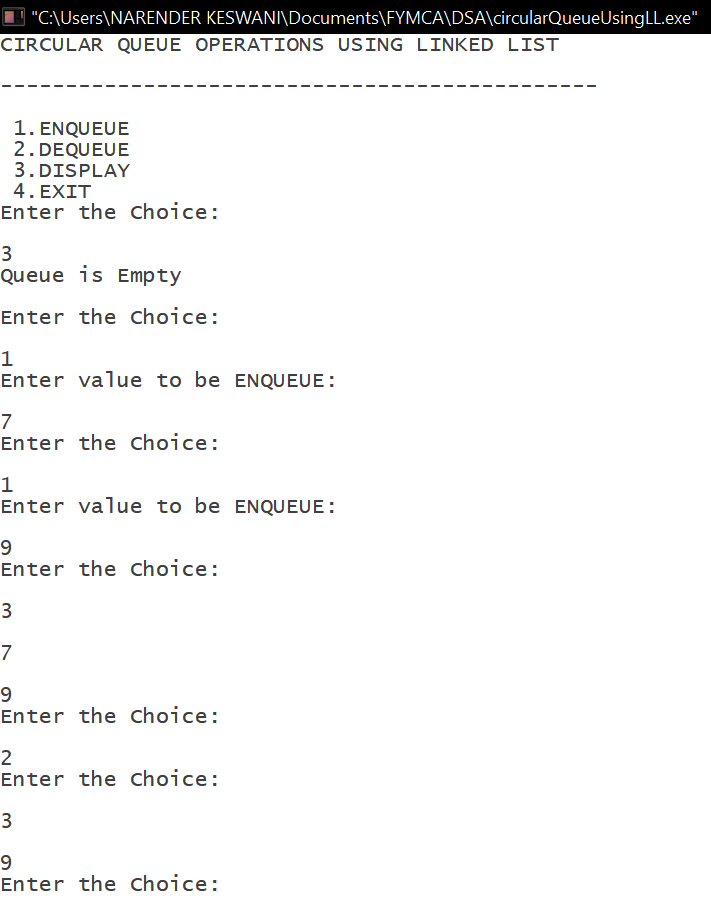 "C:\Users\NARENDER KESWANI\Documents\FYMCA\DSA\circularQueueUsingLL.exe"
CIRCULAR QUEUE OPERATIONS USING LINKED LIST
----------------------------------------------
1.ENQUEUE
2.DEQUEUE
3.DISPLAY
4.EXIT
Enter the Choice:
3
Queue is Empty
Enter the Choice:
1
Enter value to be ENQUEUE:
7
Enter the Choice:
1
Enter value to be ENQUEUE:
9
Enter the Choice:
3
7
9
Enter the Choice:
2
Enter the Choice:
3
9
Enter the Choice: